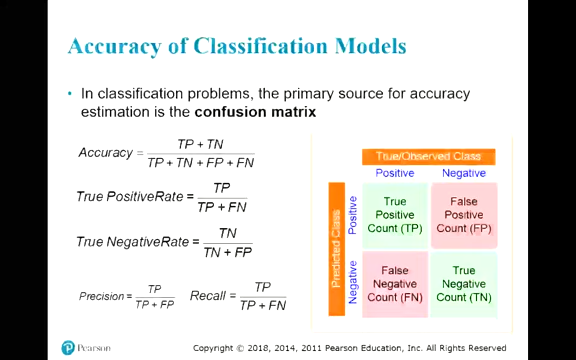 Accuracy of Classification Models
• In classification problems, the primary source for accuracy
estimation is the confusion matrix
Accuracy = TP + TN / TP + TN + FP + FN
True PositiveRate = TP / TP + FN
True NegativeRate = TN / TN + FP
Precision = TP / TP + FP Recall = TP / TP + FN
True/Observed Class
Positive Negative
Predicted Class
Positive
True
Positive
Count (TP)
False
Positive
Count (FP)
Negative
False
Negative
Count (FN)
True
Negative
Count (TN)
Pearson
Copyright © 2018, 2014, 2011 Pearson Education, Inc. All Rights Reserved